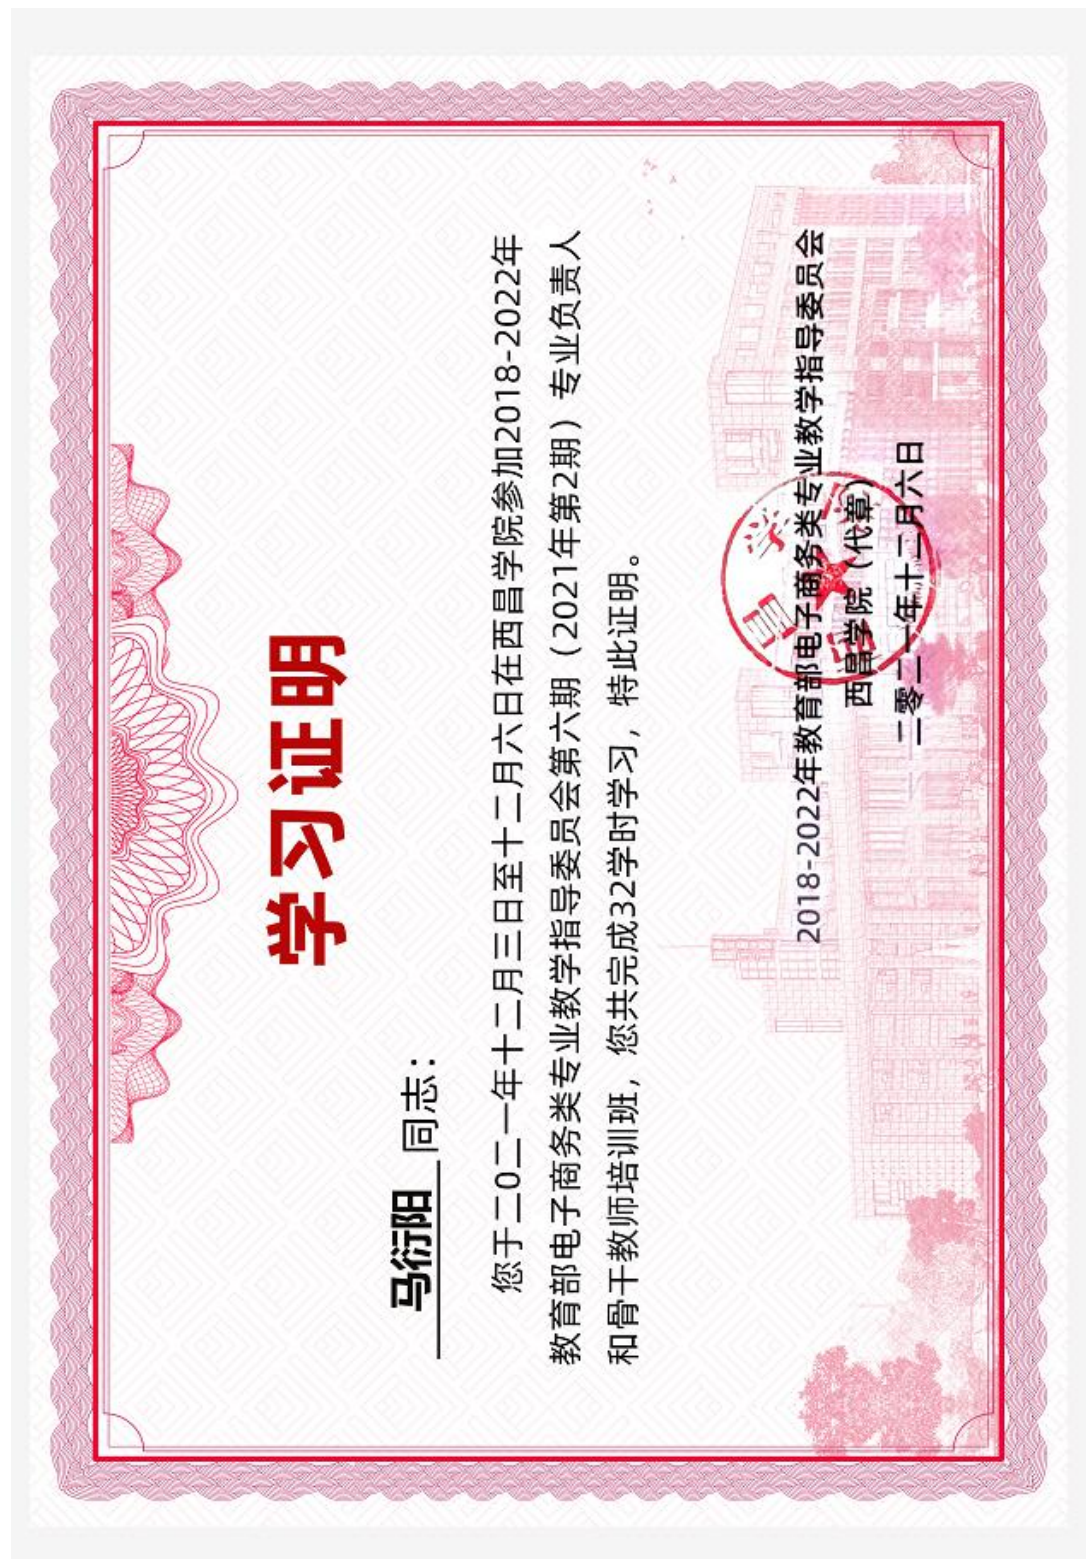 学习证明
马衍阳 同志：
您于二0二一年十二月三日至十二月六日在西昌学院参加2018-2022年
教育部电子商务类专业教学指导委员会第六期（2021年第2期）专业负责人
和骨干教师培训班，您共完成32学时学习，特此证明。
2018-2022年教育部电子商务类专业教学指导委员会
西昌学院（代章）
二零二一年十二月六日